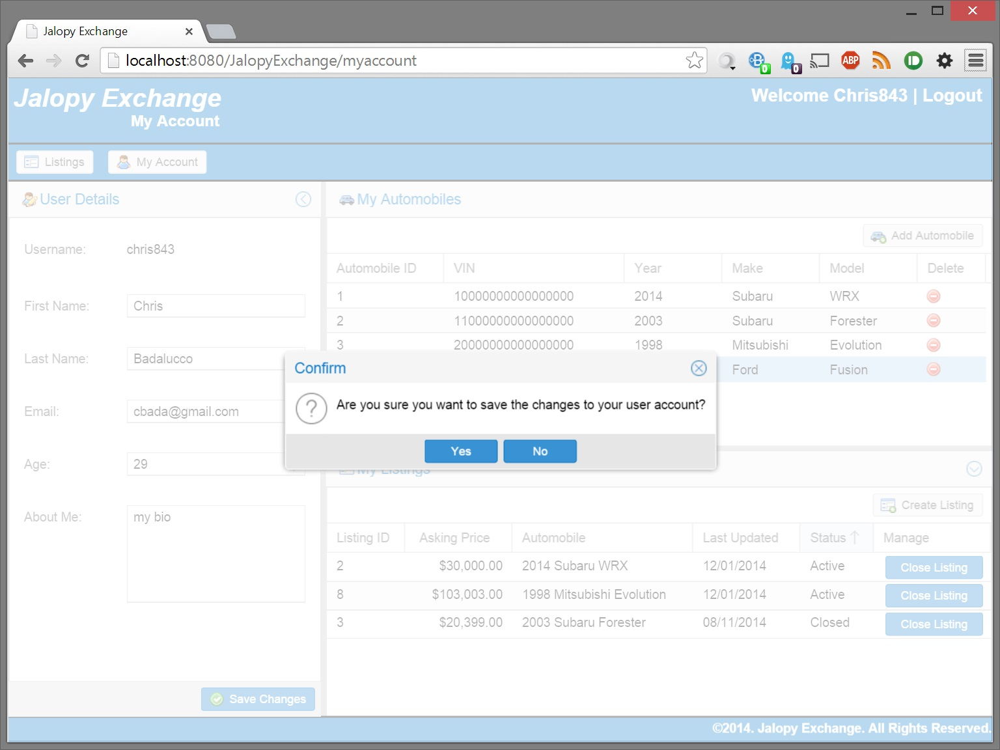 Jalopy Exchange
localhost:8080/JalopyExchange/myaccount
0
0
ABP
Jalopy Exchange
My Account
Welcome Chris843 | Logout
Listings
My Account
User Details
Username: chris843
First Name: Chris
Last Name: Badalucco
Email: cbada@gmail.com
Age: 29
About Me: my bio
Save Changes
My Automobiles
Add Automobile
Automobile ID VIN Year Make Model Delete
1 10000000000000000 2014 Subaru WRX
2 11000000000000000 2003 Subaru Forester
3 20000000000000000 1998 Mitsubishi Evolution
Ford Fusion
Confirm
Are you sure you want to save the changes to your user account?
Yes No
My Listings
Create Listing
Listing ID Asking Price Automobile Last Updated Status Manage
2 $30,000.00 2014 Subaru WRX 12/01/2014 Active Close Listing
8 $103,003.00 1998 Mitsubishi Evolution 12/01/2014 Active Close Listing
3 $20,399.00 2003 Subaru Forester 08/11/2014 Closed Close Listing
©2014. Jalopy Exchange. All Rights Reserved.